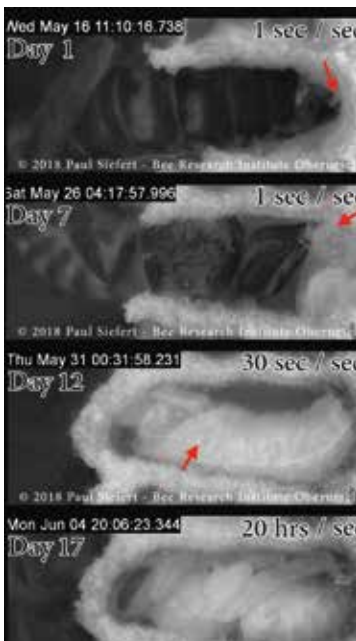 Wed May 16 11:10:16.738
1 sec / sec
Day 1
© 2018 Paul Siefert - Bee Research Institute Oberursel
Sat May 26 04:17:57.996
1 sec / sec
Day 7
© 2018 Paul Siefert - Bee Research Institute Oberursel
Thu May 31 00:31:58.231
30 sec / sec
Day 12
© 2018 Paul Siefert - Bee Research Institute Oberursel
Mon Jun 04 20:06:23.344
20 hrs / sec
Day 17